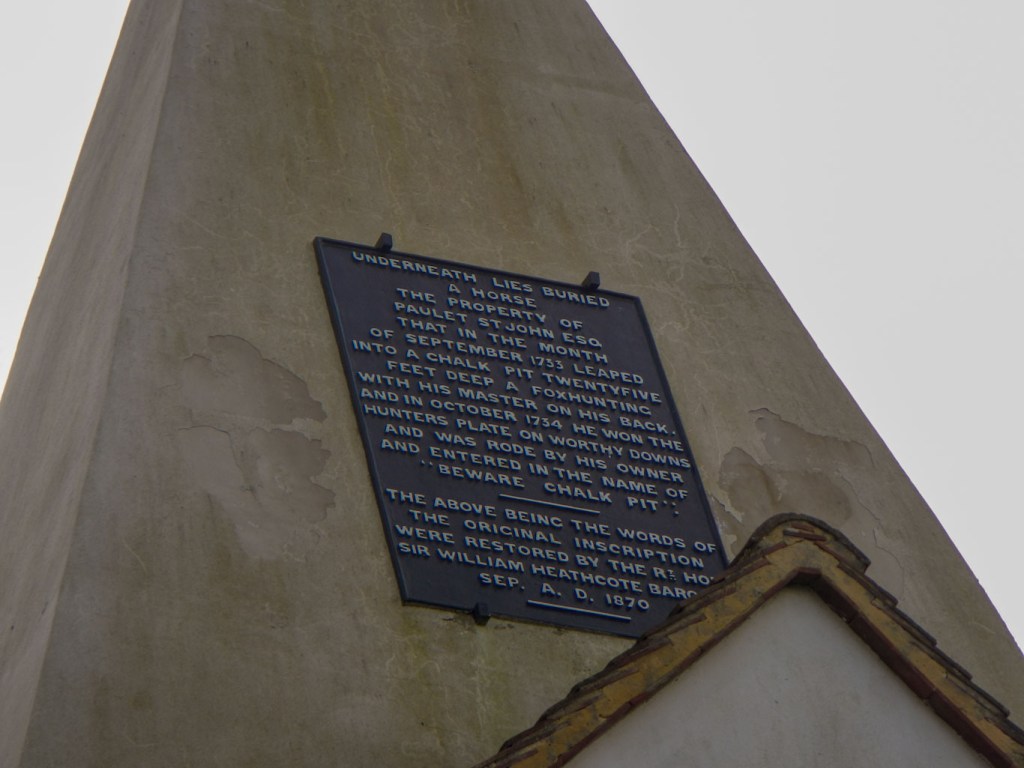 UNDERNEATH LIES BURIED
A HORSE
THE PROPERTY OF
PAULET ST JOHN ESQ
THAT IN THE MONTH
OF SEPTEMBER 1733 LEAPED
INTO A CHALK PIT TWENTYFIVE
FEET DEEP A FOXHUNTING
WITH HIS MASTER ON HIS BACK.
AND IN OCTOBER 1734 HE WON THE
HUNTERS PLATE ON WORTHY DOWNS
AND WAS RODE BY HIS OWNER
AND ENTERED IN THE NAME OF
"BEWARE CHALK PIT".
THE ABOVE BEING THE WORDS OF
THE ORIGINAL INSCRIPTION
WERE RESTORED BY THE RT
SIR WILLIAM HEATHCOTE
SEP. A. D. 1870